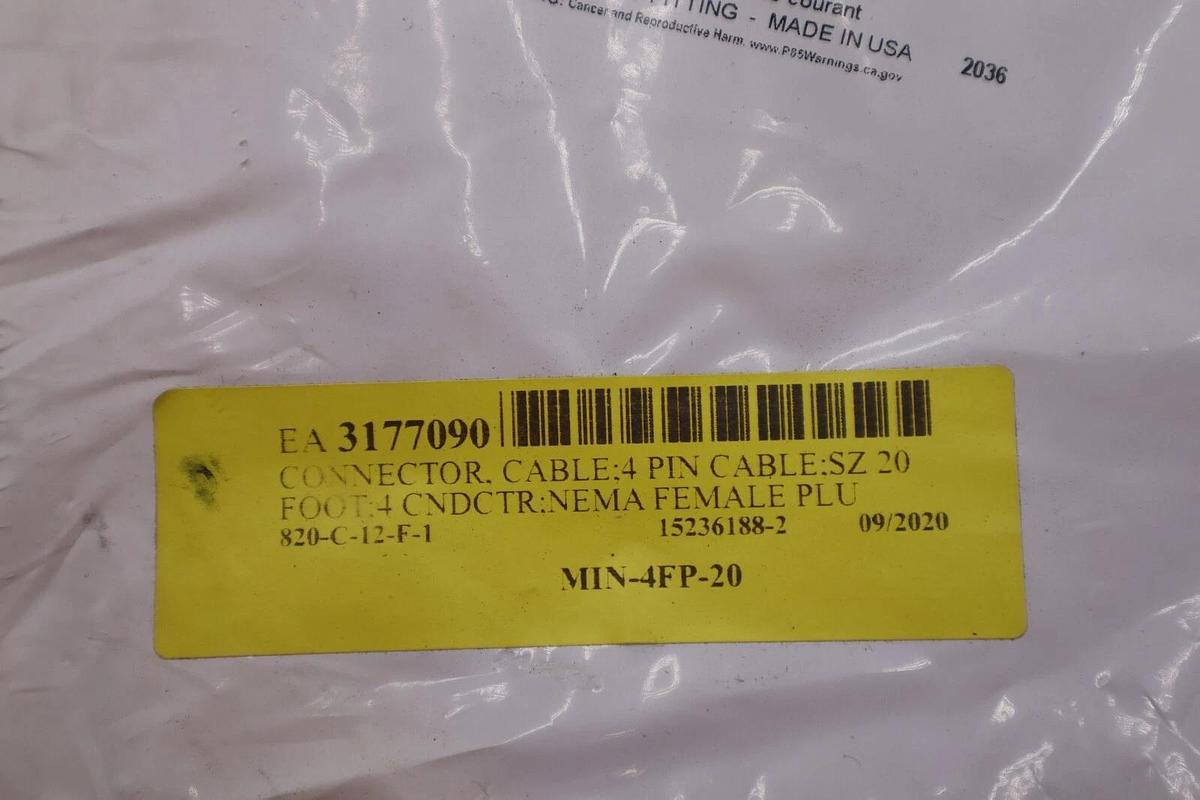 courant
FITTING - MADE IN USA
Cancer and Reproductive Harm. www.P65Warnings.ca.gov
2036
EA 3177090
CONNECTOR, CABLE;4 PIN CABLE;SZ 20
FOOT;4 CNDCTR;NEMA FEMALE PLU
820-C-12-F-1 15236188-2 09/2020
MIN-4FP-20